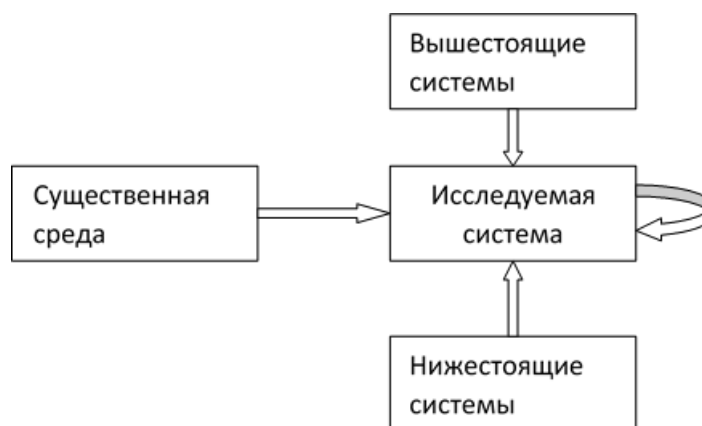 Вышестоящие
системы
Существенная
среда
Исследуемая
система
Нижестоящие
системы